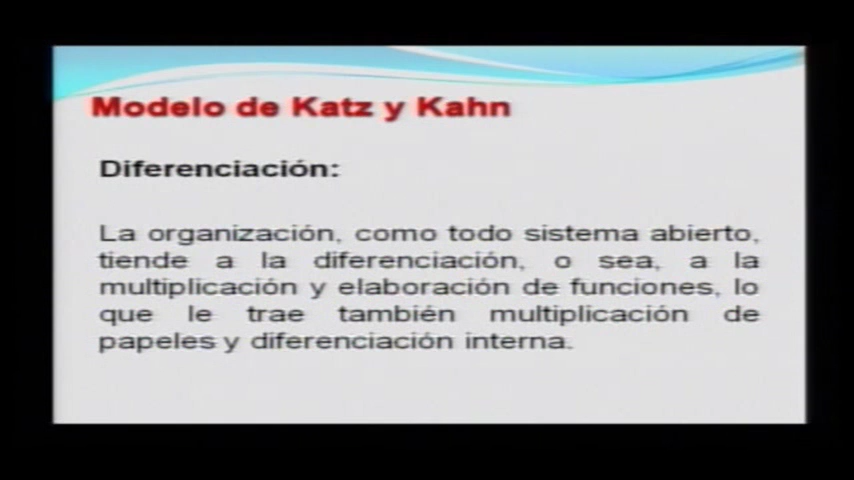 Modelo de Katz y Kahn
Diferenciación:
La organización, como todo sistema abierto,
tiende a la diferenciación, o sea, a la
multiplicación y elaboración de funciones, lo
que le trae también multiplicación de
papeles y diferenciación interna.